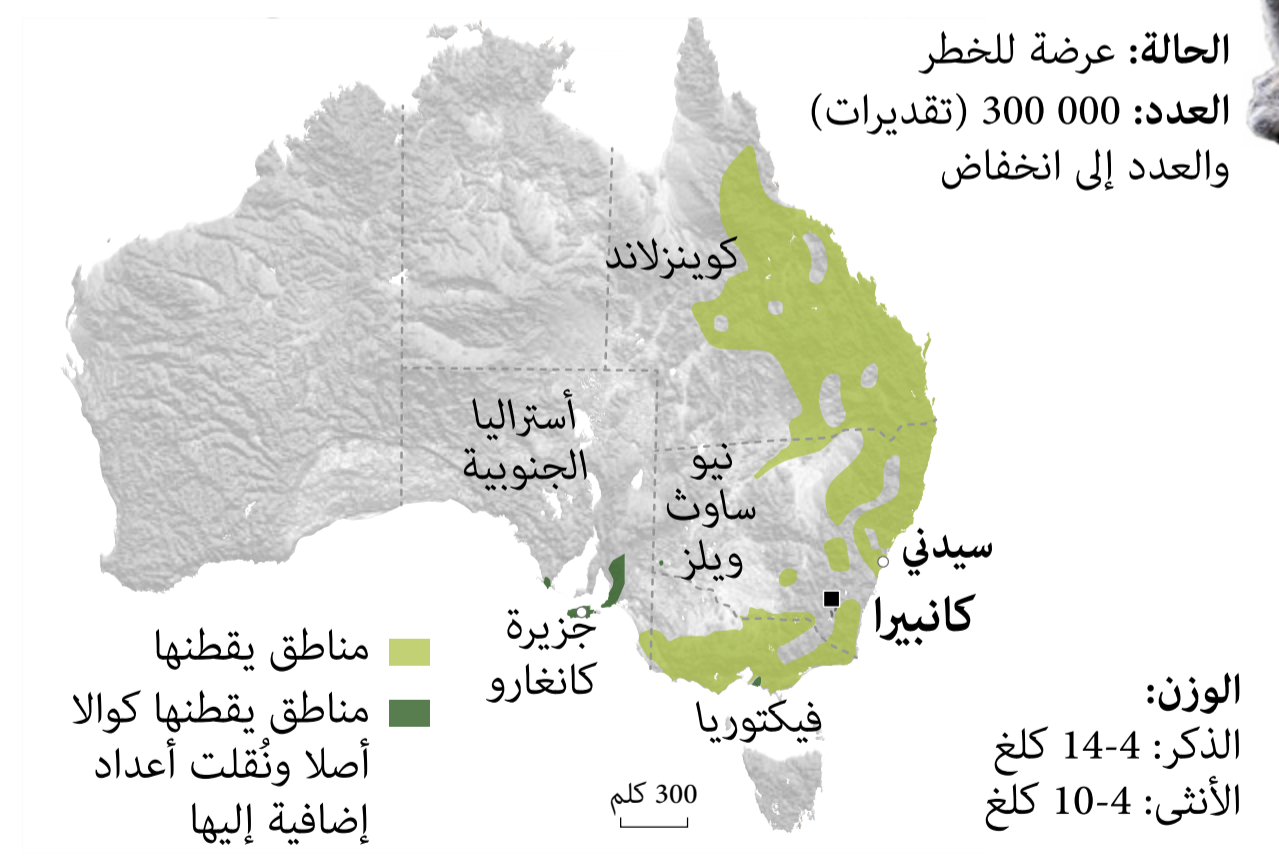 الحالة: عرضة للخطر
العدد: 000 300 (تقديرات)
والعدد إلى انخفاض
كوينزلاند
أستراليا
الجنوبية
نيو
ساوث
ويلز
سيدني
كانبيرا
جزيرة
كانغارو
فيكتوريا
مناطق يقطنها
مناطق يقطنها كوالا
أصلا ونُقلت أعداد
إضافية إليها
300 كلم
الوزن:
الذكر: 4-14 كلغ
الأنثى: 4-10 كلغ